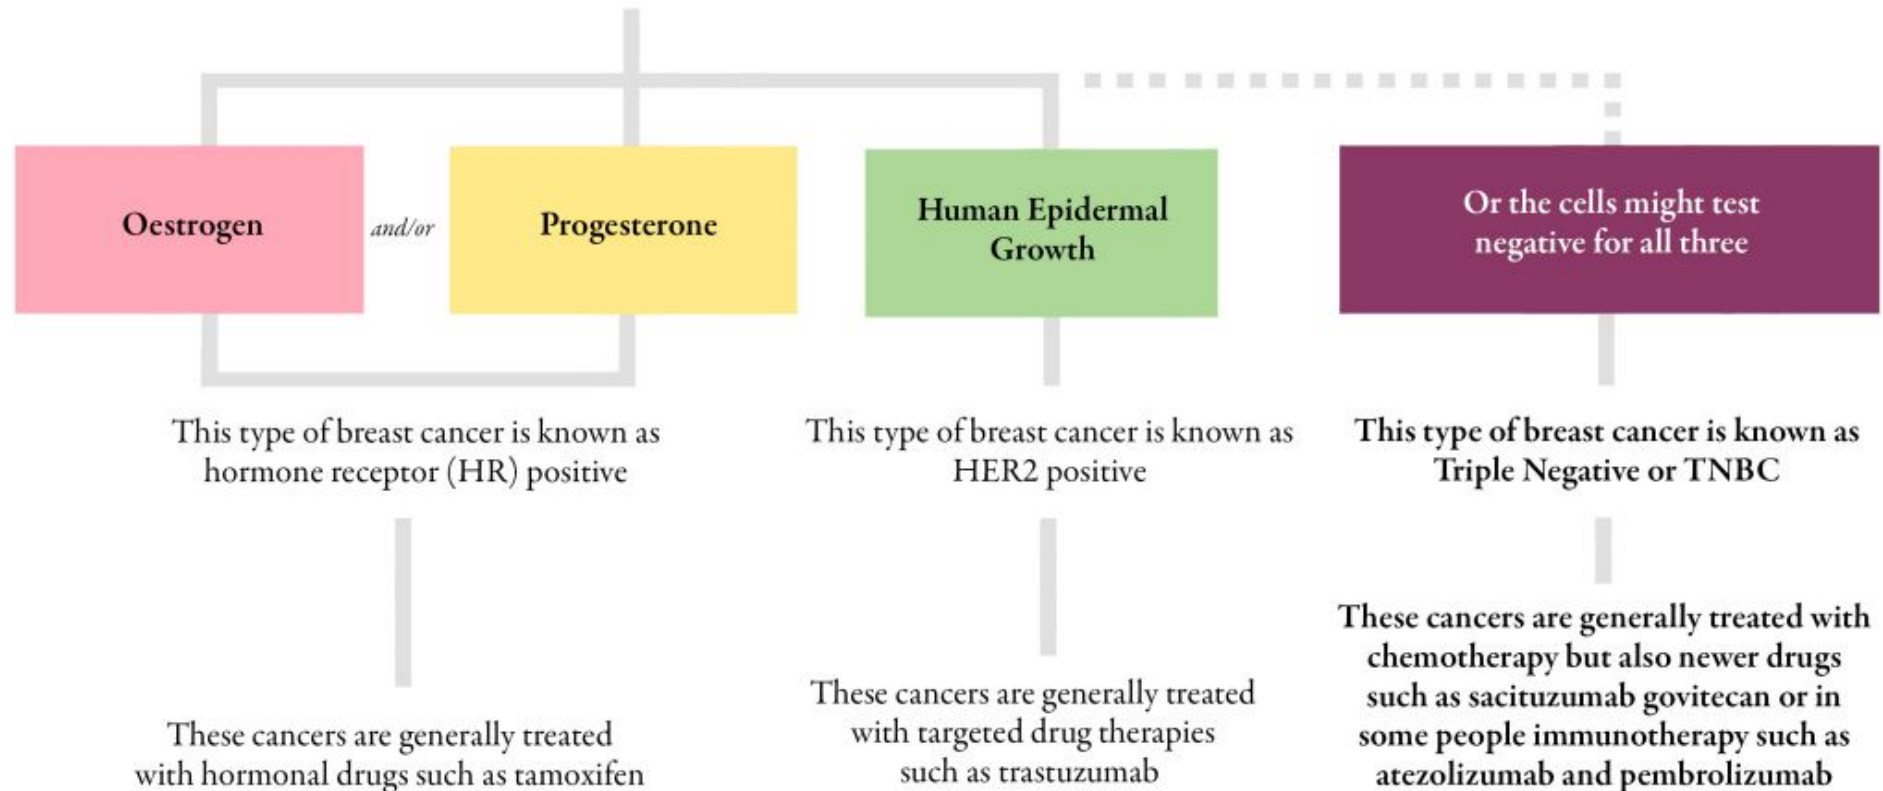 Oestrogen
and/or
Progesterone
Human Epidermal
Growth
Or the cells might test
negative for all three
This type of breast cancer is known as
hormone receptor (HR) positive
This type of breast cancer is known as
HER2 positive
This type of breast cancer is known as
Triple Negative or TNBC
These cancers are generally treated
with hormonal drugs such as tamoxifen
These cancers are generally treated
with targeted drug therapies
such as trastuzumab
These cancers are generally treated with
chemotherapy but also newer drugs
such as sacituzumab govitecan or in
some people immunotherapy such as
atezolizumab and pembrolizumab